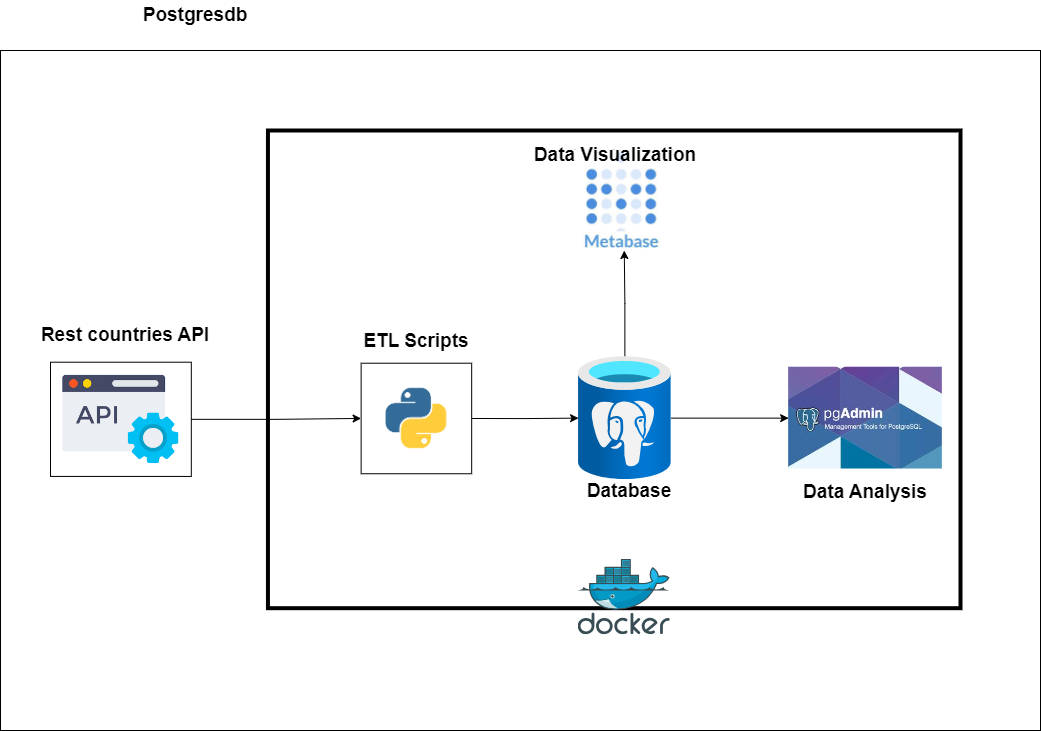 Postgresdb
Data Visualization
Metabase
Rest countries API
ETL Scripts
API
pgAdmin
Management Tools for PostgreSQL
Database
Data Analysis
docker